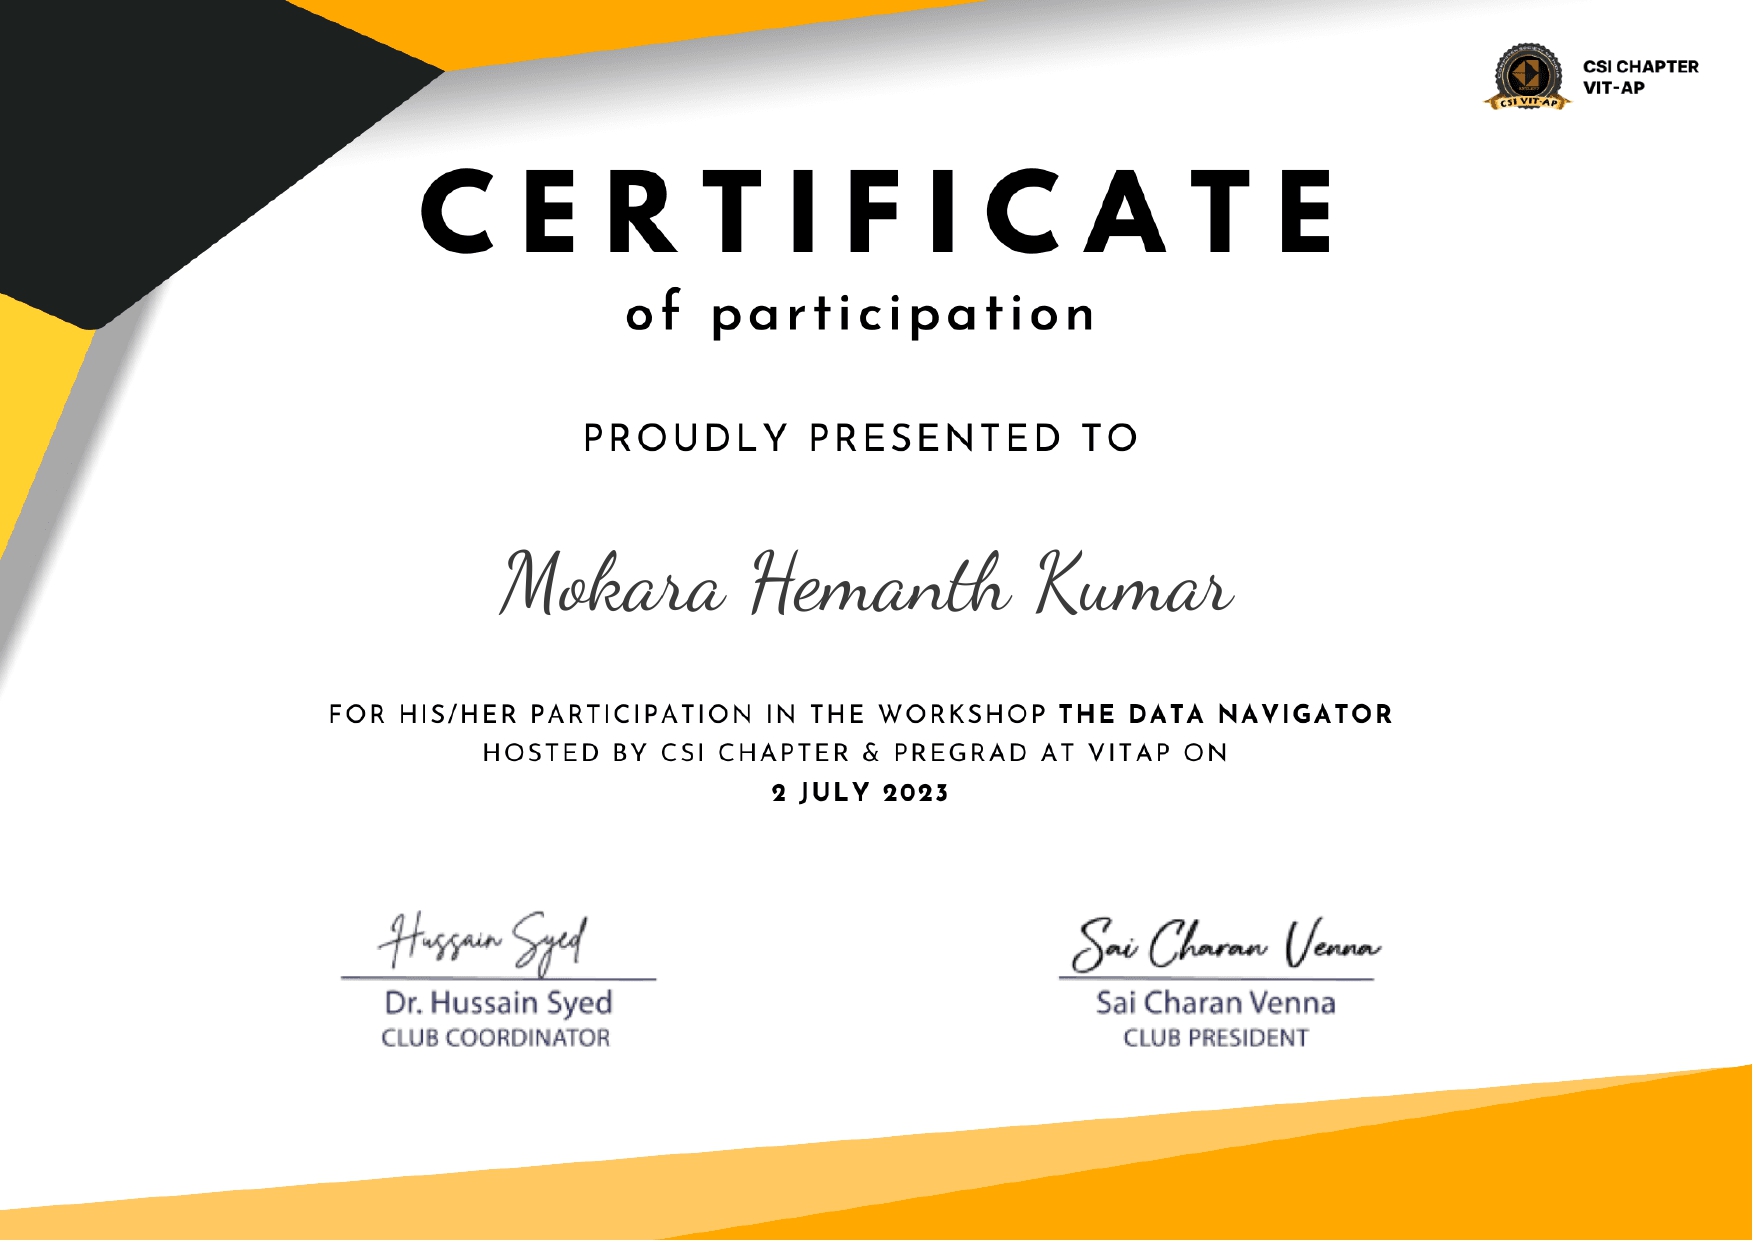 CSI CHAPTER
VIT-AP
CSI VIT-AP
CERTIFICATE
of participation
PROUDLY PRESENTED TO
Mokara Hemanth Kumar
FOR HIS/HER PARTICIPATION IN THE WORKSHOP THE DATA NAVIGATOR
HOSTED BY CSI CHAPTER & PREGRAD AT VITAP ON
2 JULY 2023
Hussain Syed
Sai Charan Venna
Dr. Hussain Syed
Sai Charan Venna
CLUB COORDINATOR
CLUB PRESIDENT